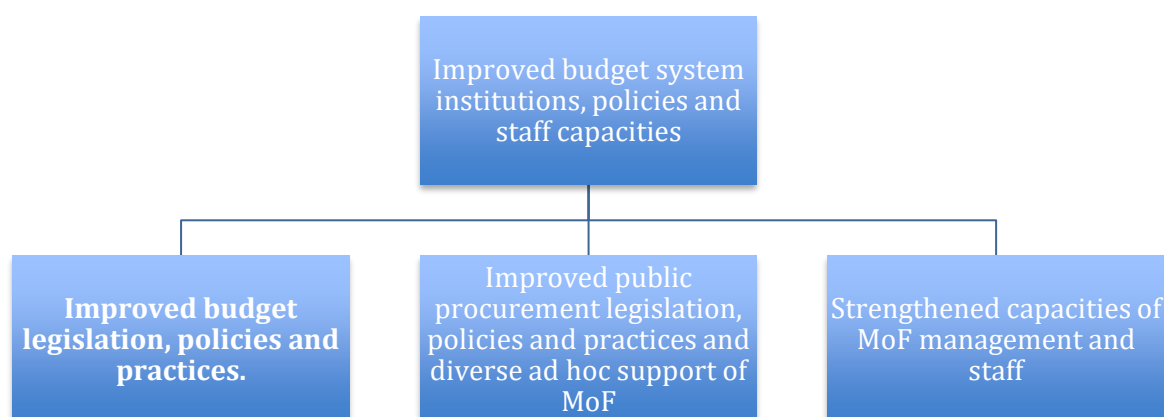 Improved budget system
institutions, policies and
staff capacities
Improved budget
legislation, policies and
practices.
Improved public
procurement legislation,
policies and practices and
diverse ad hoc support of
MoF
Strengthened capacities of
MoF management and
staff